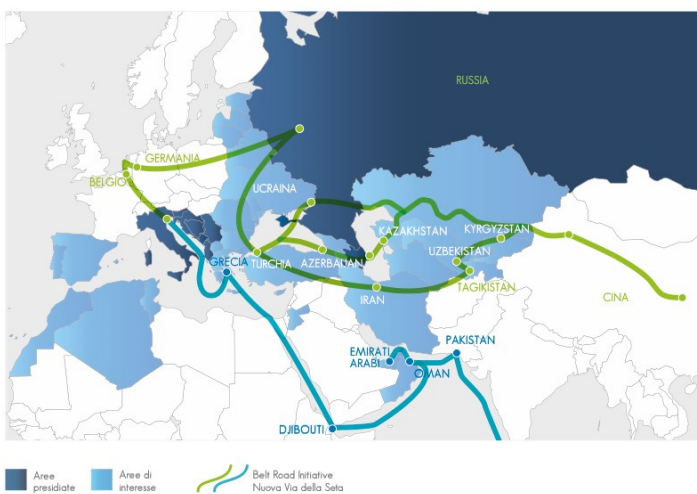 RUSSIA
GERMANIA
BELGIO
UCRAINA
KAZAKHSTAN
KYRGYZSTAN
GRECIA
TURCHIA
AZERBAIJAN
UZBEKISTAN
TAGIKISTAN
IRAN
CINA
PAKISTAN
EMIRATI
ARABI
OMAN
DJIBOUTI
Aree
presidiate
Aree di
interesse
Belt Road Initiative
Nuova Via della Seta